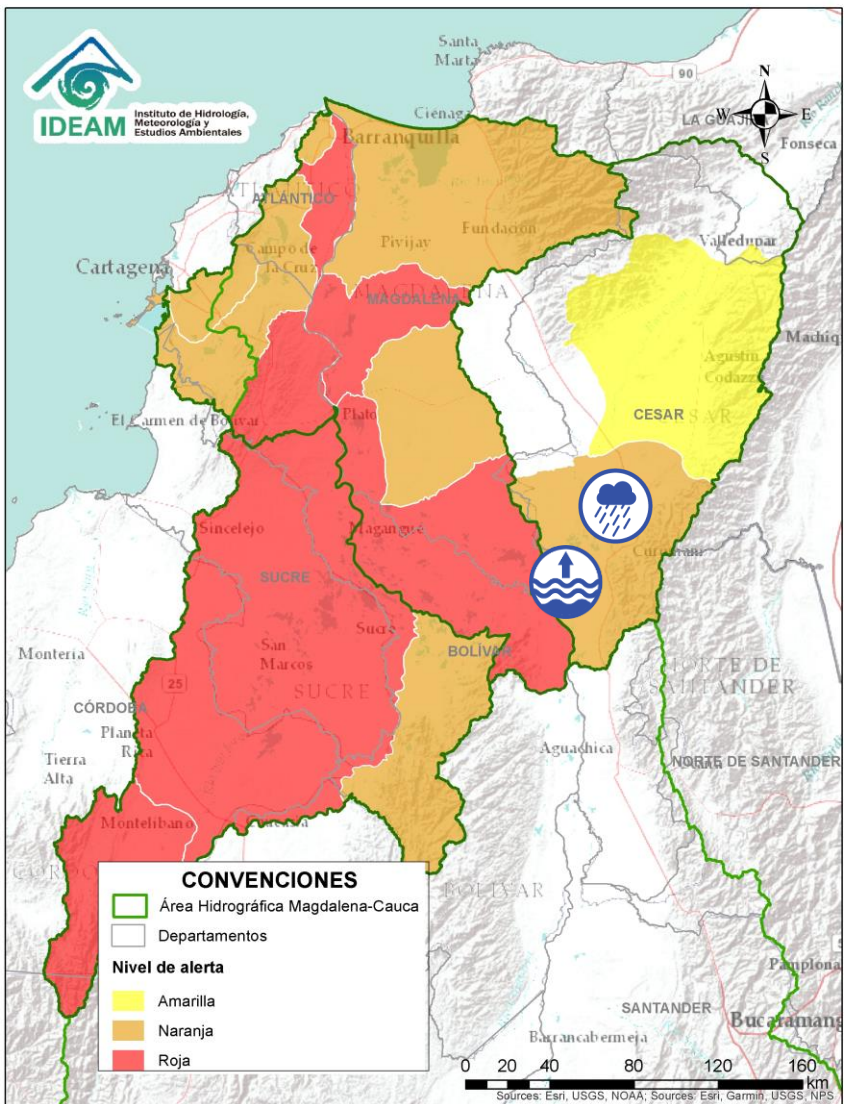 Santa
Marta
90
N
W E
S
LA GUAJI
Fonseca
IDEAM
Instituto de Hidrología,
Meteorología y
Estudios Ambientales
Ciénaga
Barranquilla
ATLÁNTICO
Valledupar
Fundación
Pivijay
Campo de
la Cruz
Cartagena
MAGDALENA
Agustín
Codazzi
CESAR
El Carmen de Bolívar
Plato
Sincelejo
Magangué
SUCRE
Sucre
San
Marcos
BOLÍVAR
SUCRE
Montería
25
CÓRDOBA
Planeta
Rica
Tierra
Alta
NORTE DE
SANTANDER
Aguachica
NORTE DE SANTANDER
Montelíbano
BOLÍVAR
CONVENCIONES
Área Hidrográfica Magdalena-Cauca
Departamentos
Nivel de alerta
Amarilla
Naranja
Roja
Pamplona
SANTANDER
Bucaramang
Barrancabermeja
0 20 40 80 120 160
km
Sources: Esri, USGS, NOAA; Sources: Esri, Garmin, USGS, NPS